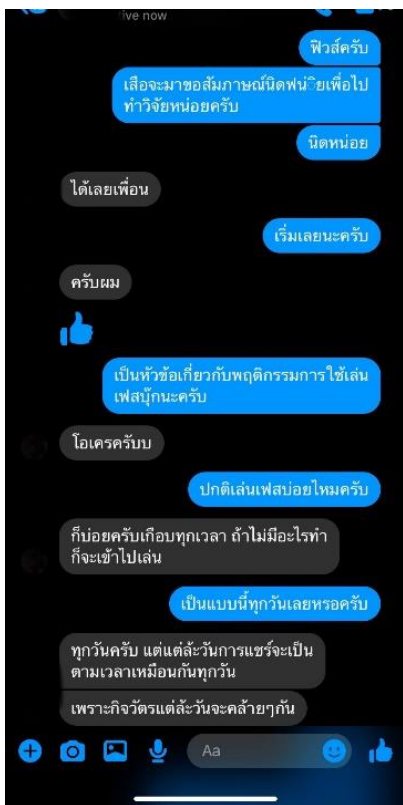 ive now
ฟิวส์ครับ
เสือจะมาขอสัมภาษณ์นิดฟน่ิยเพื่อไป
ทำวิจัยหน่อยครับ
นิดหน่อย
ได้เลยเพื่อน
เริ่มเลยนะครับ
ครับผม
เป็นหัวข้อเกี่ยวกับพฤติกรรมการใช้เล่น
เฟสบุ๊กนะครับ
โอเครครับบ
ปกติเล่นเฟสบ่อยไหมครับ
ก็บ่อยครับเกือบทุกเวลา ถ้าไม่มีอะไรทำ
ก็จะเข้าไปเล่น
เป็นแบบนี้ทุกวันเลยหรอครับ
ทุกวันครับ แต่แต่ล้ะวันการแชร์จะเป็น
ตามเวลาเหมือนกันทุกวัน
เพราะกิจวัตรแต่ล้ะวันจะคล้ายๆกัน
Aa